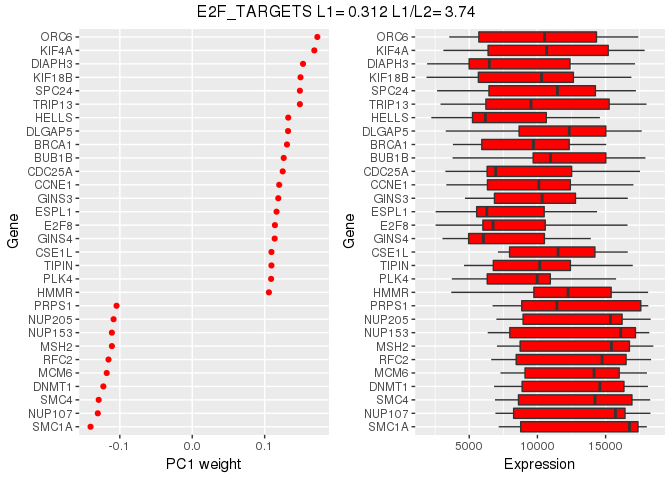 E2F_TARGETS L1= 0.312 L1/L2= 3.74
Gene
ORC6
KIF4A
DIAPH3
KIF18B
SPC24
TRIP13
HELLS
DLGAP5
BRCA1
BUB1B
CDC25A
CCNE1
GINS3
ESPL1
E2F8
GINS4
CSE1L
TIPIN
PLK4
HMMR
PRPS1
NUP205
NUP153
MSH2
RFC2
MCM6
DNMT1
SMC4
NUP107
SMC1A
-0.1 0.0 0.1
PC1 weight
Gene
ORC6
KIF4A
DIAPH3
KIF18B
SPC24
TRIP13
HELLS
DLGAP5
BRCA1
BUB1B
CDC25A
CCNE1
GINS3
ESPL1
E2F8
GINS4
CSE1L
TIPIN
PLK4
HMMR
PRPS1
NUP205
NUP153
MSH2
RFC2
MCM6
DNMT1
SMC4
NUP107
SMC1A
5000 10000 15000
Expression